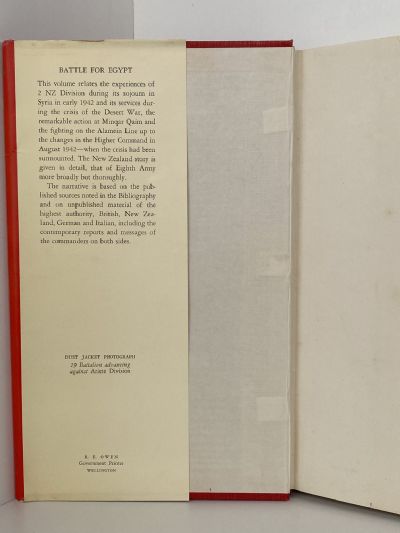 BATTLE FOR EGYPT
This volume relates the experiences of
2 NZ Division during its sojourn in
Syria in early 1942 and its services dur-
ing the crisis of the Desert War, the
remarkable action at Minqar Qaim and
the fighting on the Alamein Line up to
the changes in the Higher Command in
August 1942—when the crisis had been
surmounted. The New Zealand story is
given in detail, that of Eighth Army
more broadly but thoroughly.
The narrative is based on the pub-
lished sources noted in the Bibliography
and on unpublished material of the
highest authority, British, New Zea-
land, German and Italian, including the
contemporary reports and messages of
the commanders on both sides.
DUST JACKET PHOTOGRAPH
19 Battalion advancing
against Ariete Division
R. E. OWEN
Government Printer
WELLINGTON